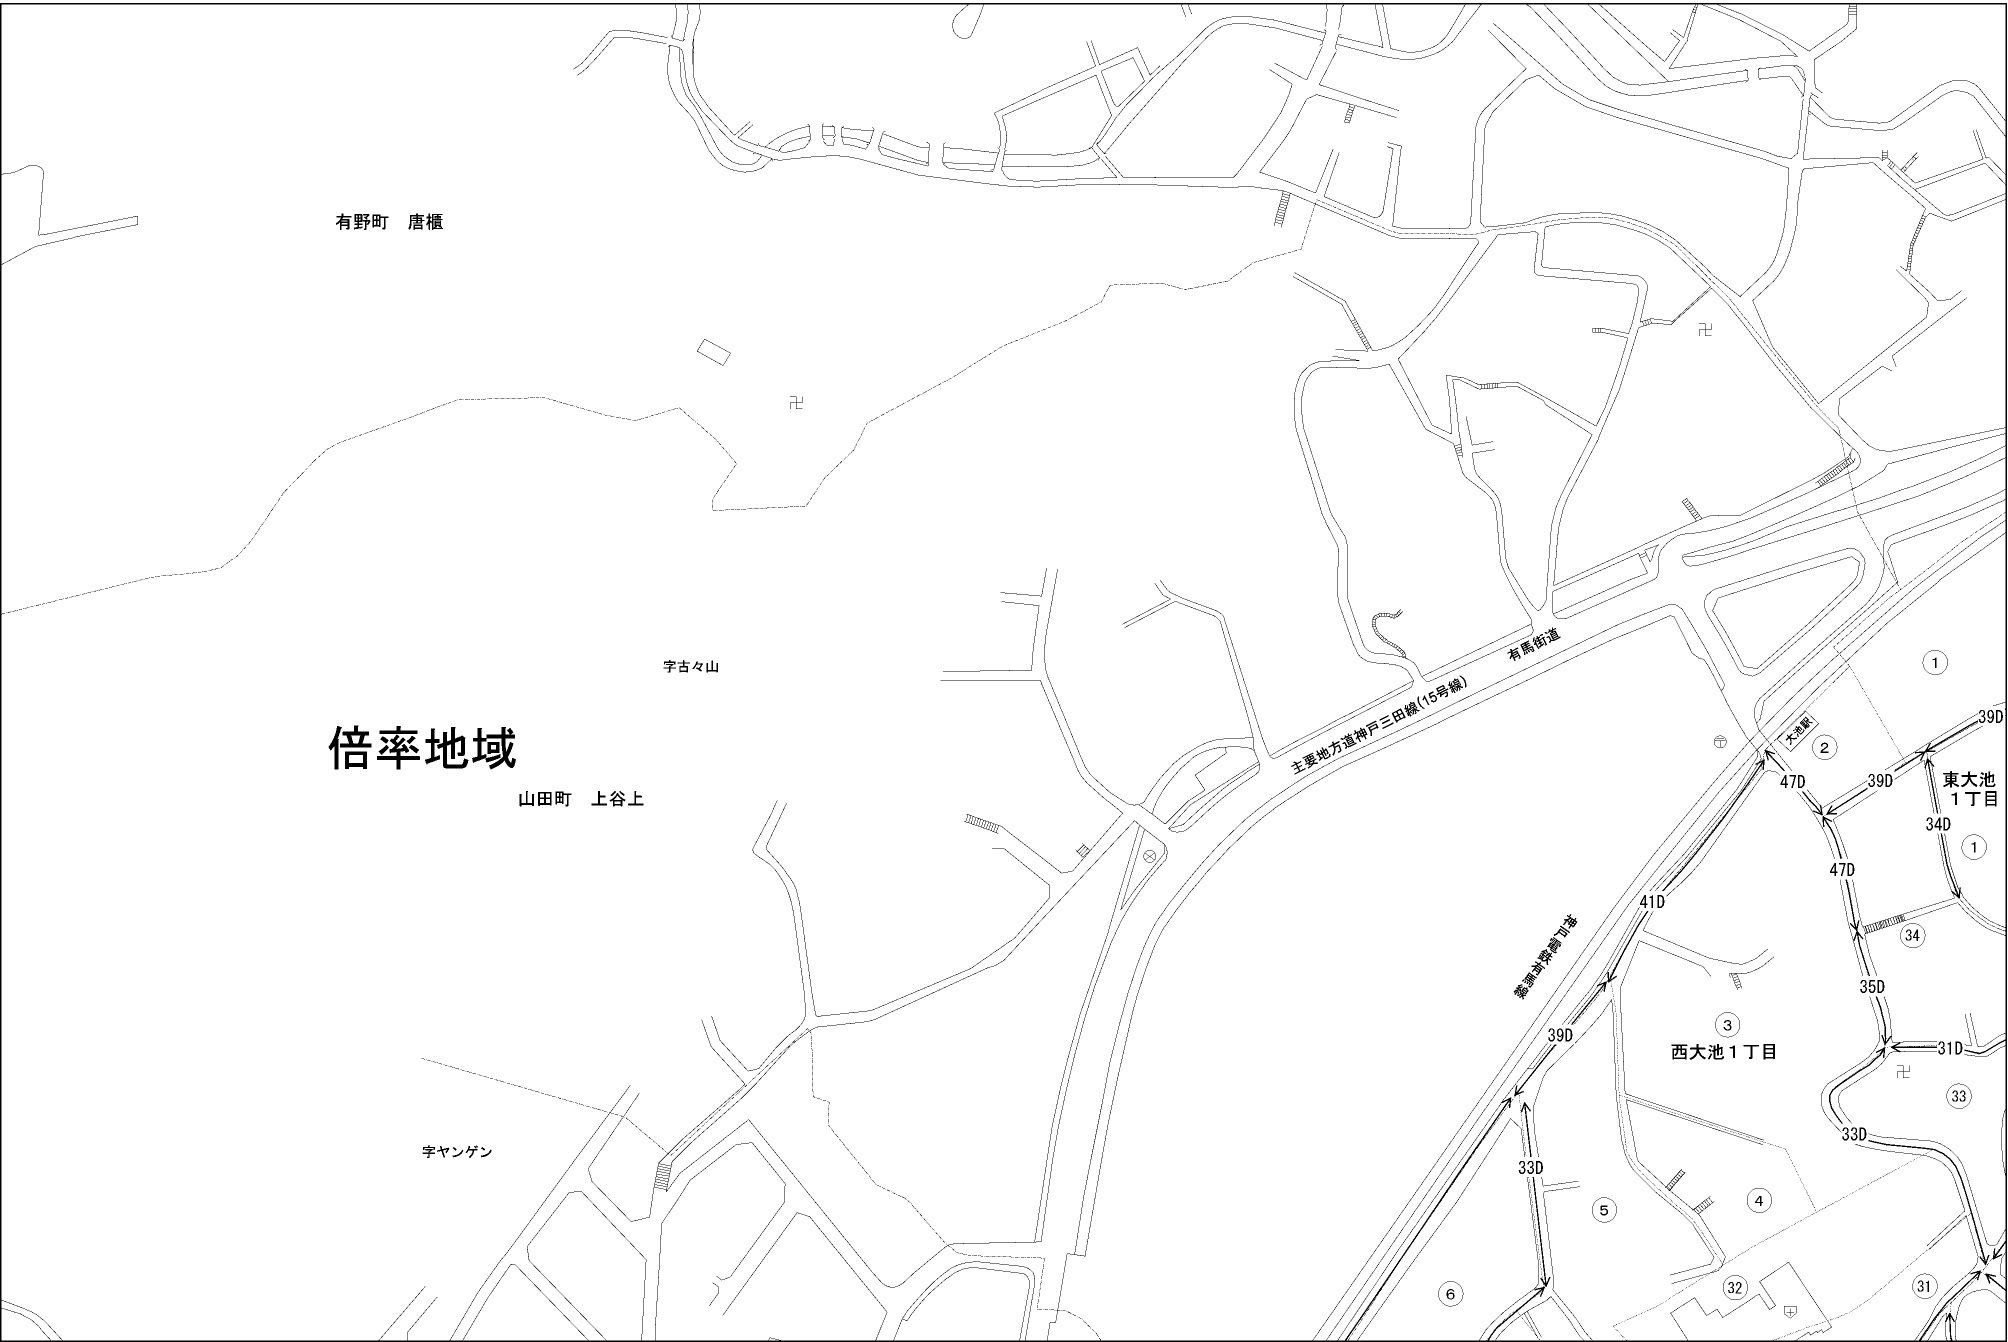 有野町　唐櫃
字古々山
倍率地域
山田町　上谷上
字ヤンゲン
有馬街道
主要地方道神戸三田線(15号線)
神戸電鉄有馬線
大池駅
1
39D
2
47D
39D
東大池
1丁目
34D
1
47D
41D
34
35D
39D
3
西大池1丁目
31D
33
33D
33D
5
4
6
32
31